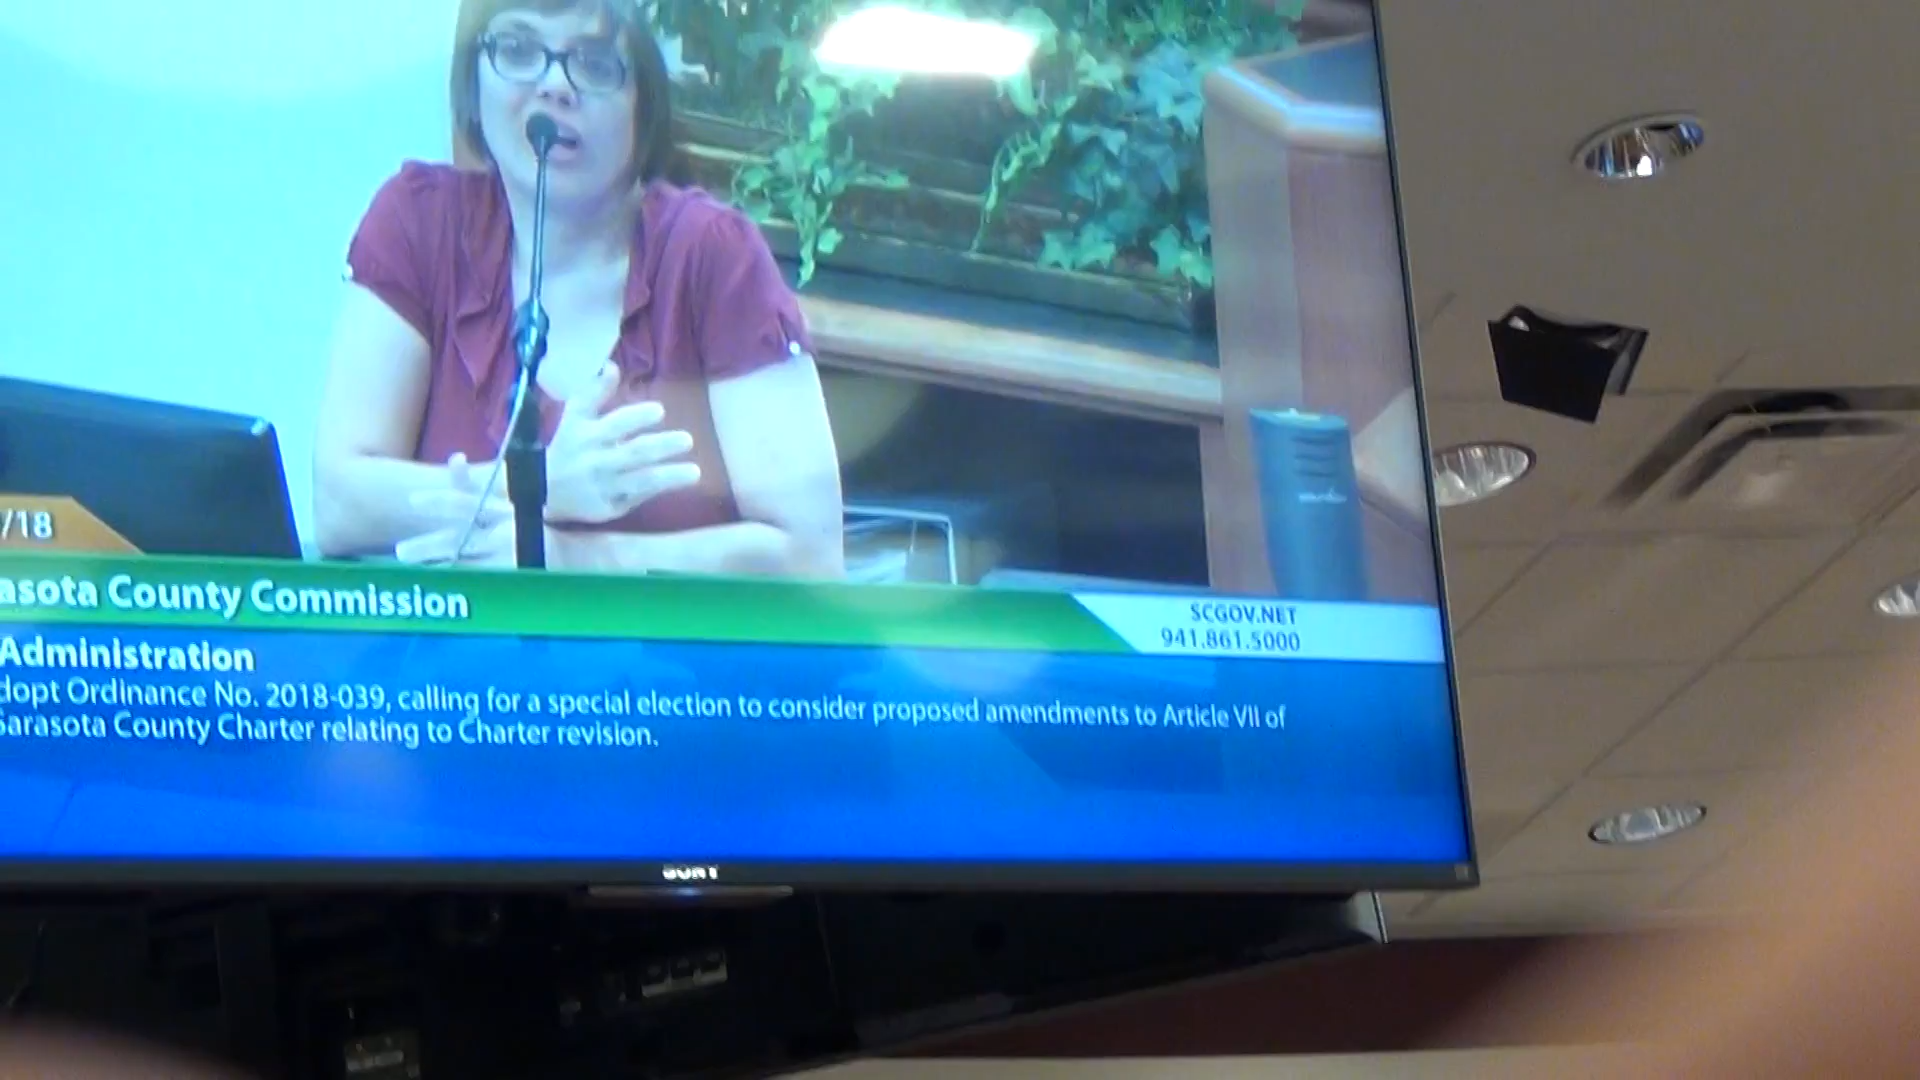 /18
asota County Commission
SCGOV.NET
941.861.5000
Administration
dopt Ordinance No. 2018-039, calling for a special election to consider proposed amendments to Article VII of
Sarasota County Charter relating to Charter revision.
SONY